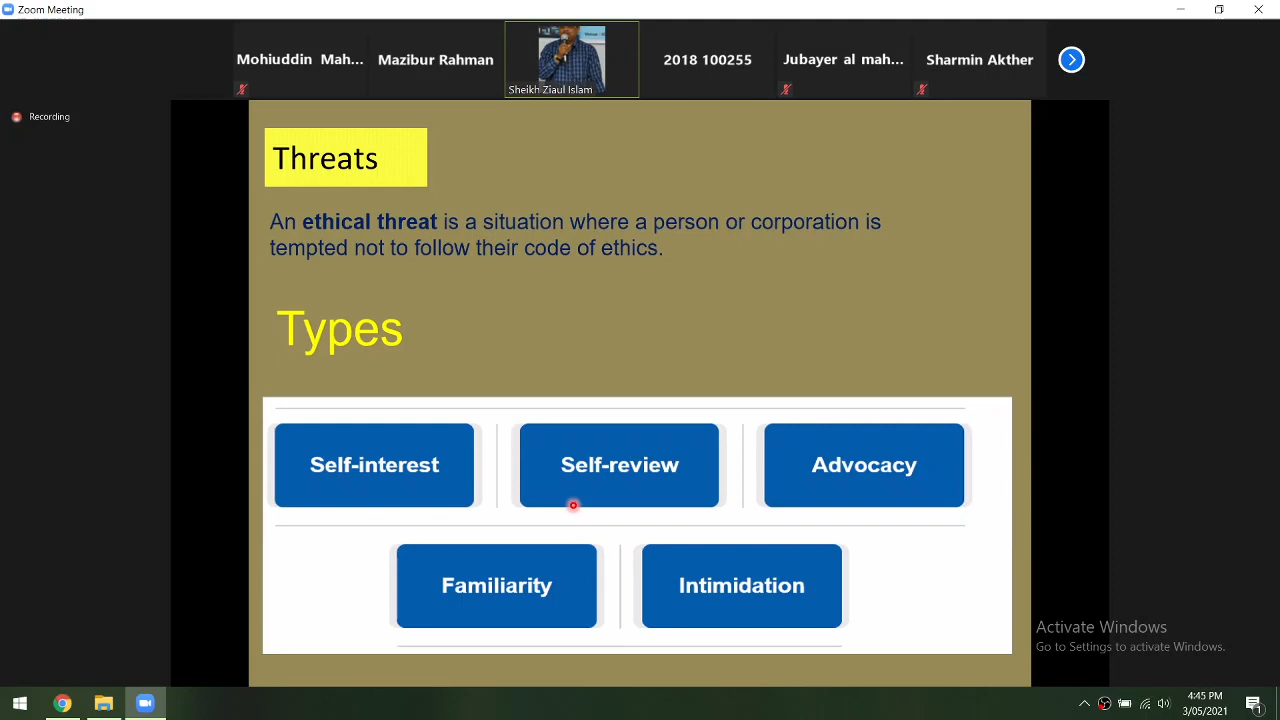 Zoom Meeting
Mohiuddin Mah...
Mazibur Rahman
Sheikh Ziaul Islam
2018 100255
Jubayer al mah...
Sharmin Akther
Recording
Threats
An ethical threat is a situation where a person or corporation is
tempted not to follow their code of ethics.
Types
Self-interest
Self-review
Advocacy
Familiarity
Intimidation
Activate Windows
Go to Settings to activate Windows.
4:45 PM
3/05/2021